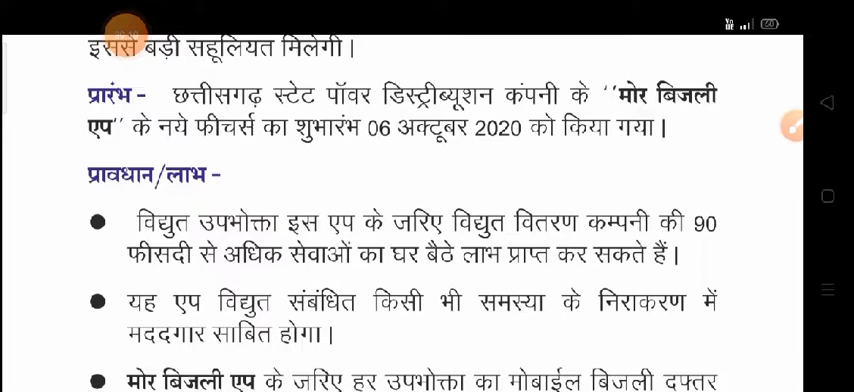 इससे बड़ी सहूलियत मिलेगी।
प्रारंभ - छत्तीसगढ़ स्टेट पॉवर डिस्ट्रीब्यूशन कंपनी के ''मोर बिजली
एप'' के नये फीचर्स का शुभारंभ 06 अक्टूबर 2020 को किया गया।
प्रावधान/लाभ -
● विद्युत उपभोक्ता इस एप के जरिए विद्युत वितरण कम्पनी की 90
फीसदी से अधिक सेवाओं का घर बैठे लाभ प्राप्त कर सकते हैं।
● यह एप विद्युत संबंधित किसी भी समस्या के निराकरण में
मददगार साबित होगा।
● मोर बिजली एप के जरिए हर उपभोक्ता का मोबाईल बिजली दफ्तर